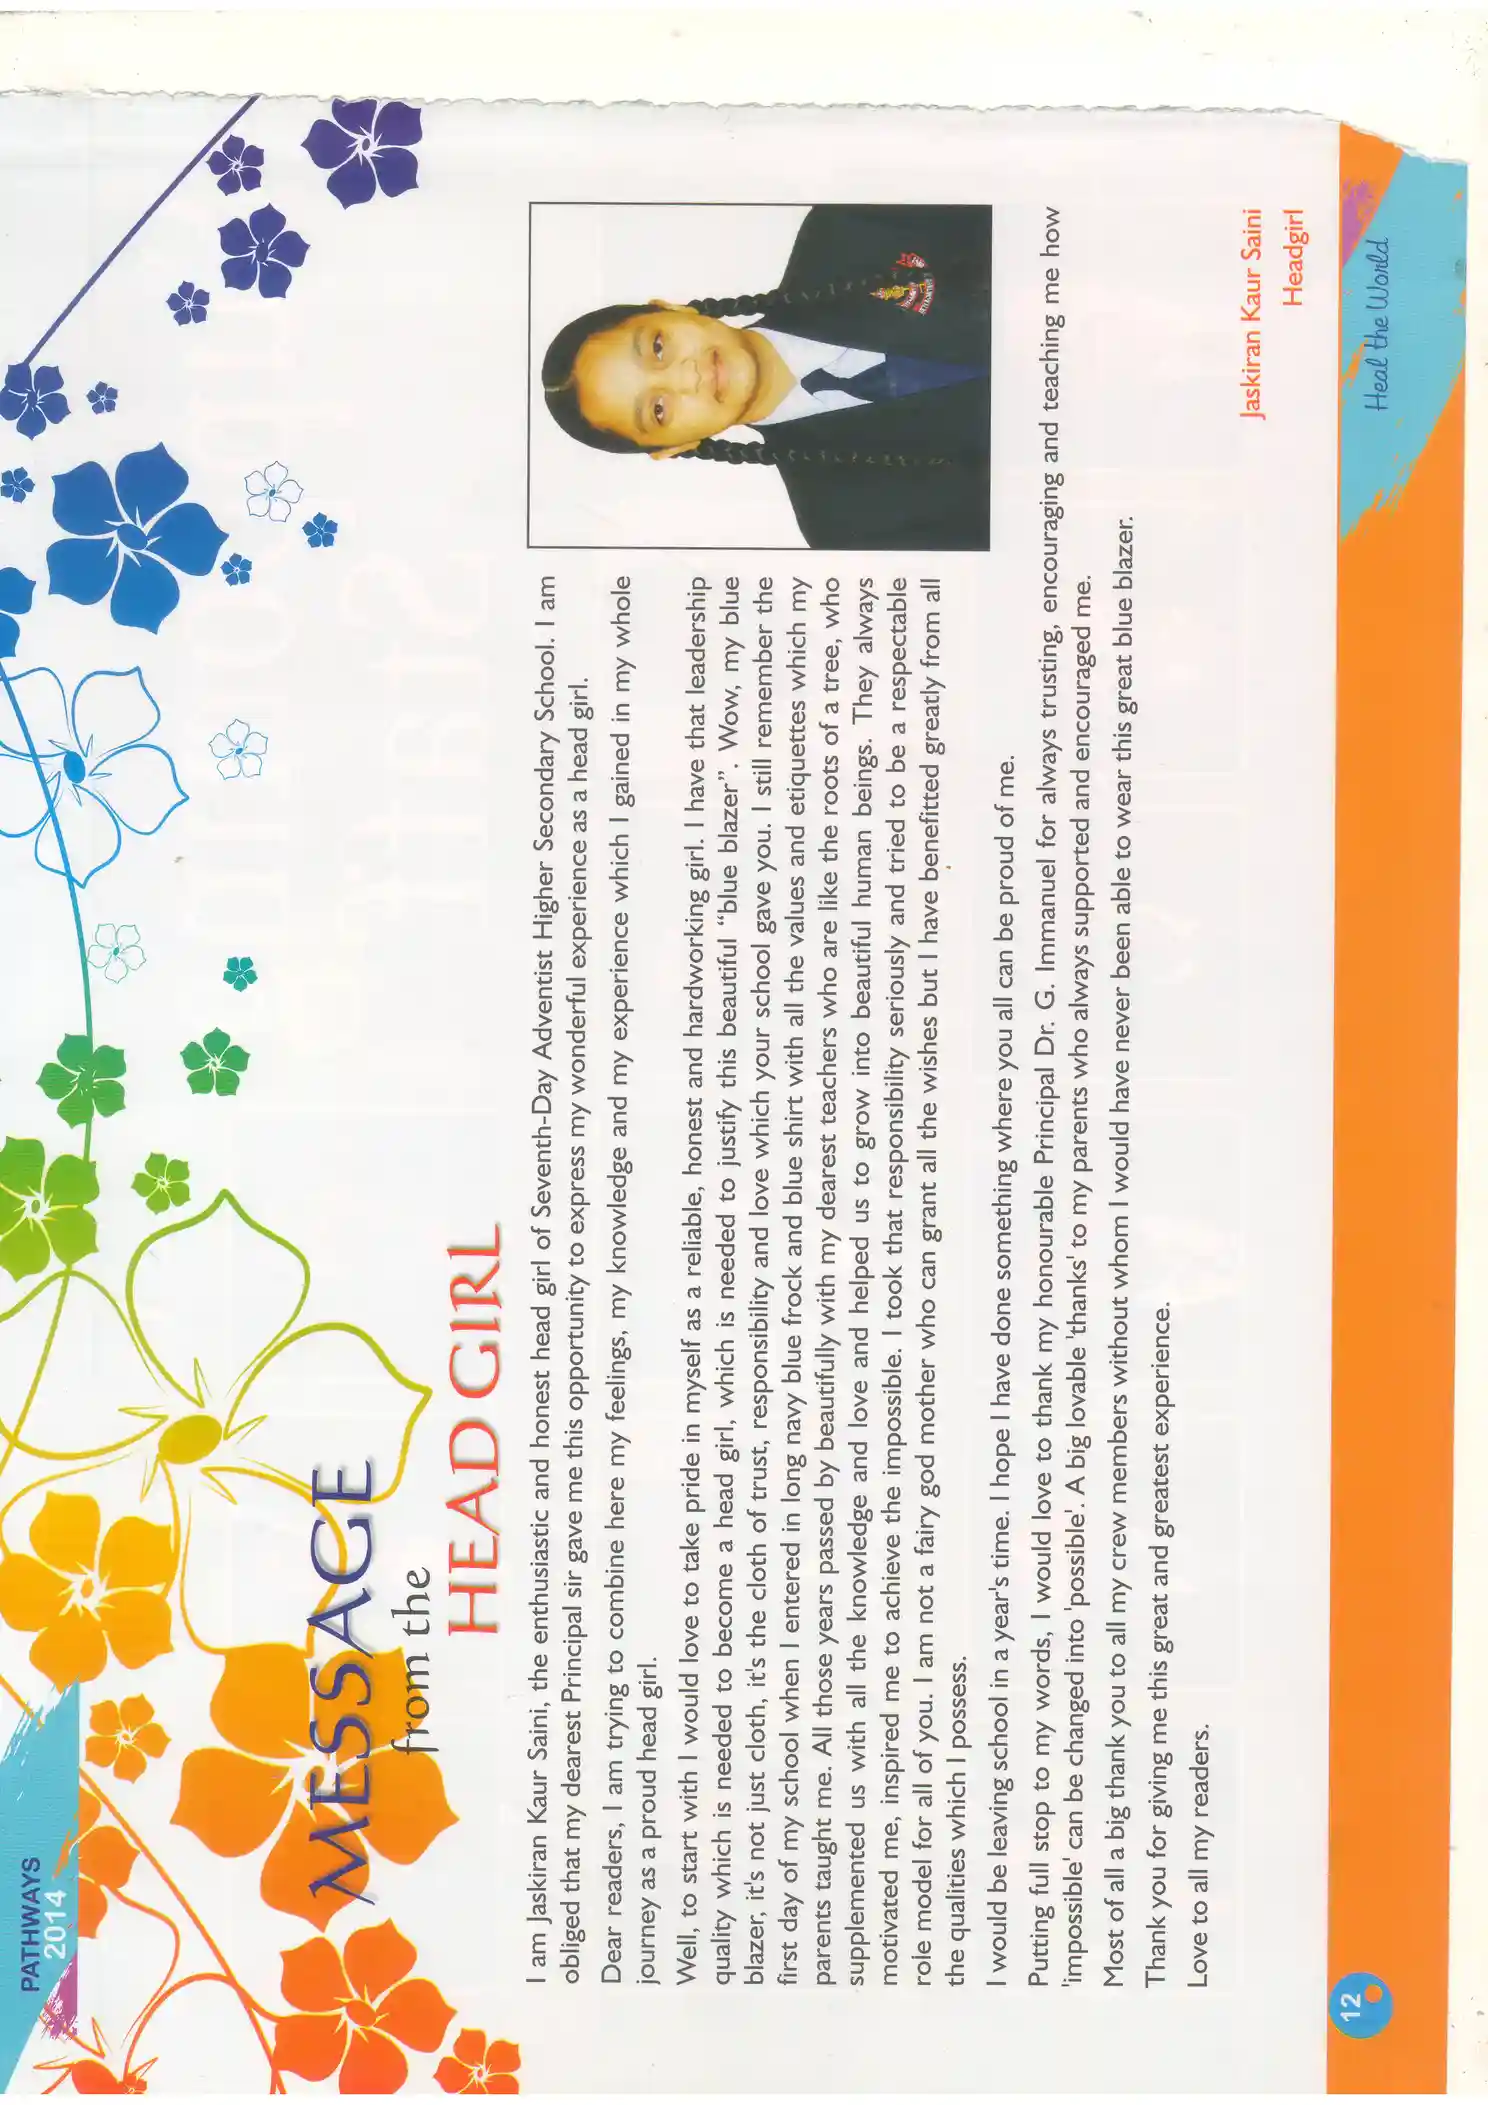 PATHWAYS
2014
MESSAGE
from the
HEAD GIRL
I am Jaskiran Kaur Saini, the enthusiastic and honest head girl of Seventh-Day Adventist Higher Secondary School. I am
obliged that my dearest Principal sir gave me this opportunity to express my wonderful experience as a head girl.
Dear readers, I am trying to combine here my feelings, my knowledge and my experience which I gained in my whole
journey as a proud head girl.
Well, to start with I would love to take pride in myself as a reliable, honest and hardworking girl. I have that leadership
quality which is needed to become a head girl, which is needed to justify this beautiful “blue blazer”. Wow, my blue
blazer, it's not just cloth, it's the cloth of trust, responsibility and love which your school gave you. I still remember the
first day of my school when I entered in long navy blue frock and blue shirt with all the values and etiquettes which my
parents taught me. All those years passed by beautifully with my dearest teachers who are like the roots of a tree, who
supplemented us with all the knowledge and love and helped us to grow into beautiful human beings. They always
motivated me, inspired me to achieve the impossible. I took that responsibility seriously and tried to be a respectable
role model for all of you. I am not a fairy god mother who can grant all the wishes but I have benefitted greatly from all
the qualities which I possess.
I would be leaving school in a year's time. I hope I have done something where you all can be proud of me.
Putting full stop to my words, I would love to thank my honourable Principal Dr. G. Immanuel for always trusting, encouraging and teaching me how
'impossible' can be changed into 'possible'. A big lovable 'thanks' to my parents who always supported and encouraged me.
Most of all a big thank you to all my crew members without whom I would have never been able to wear this great blue blazer.
Thank you for giving me this great and greatest experience.
Love to all my readers.
Jaskiran Kaur Saini
Headgirl
12
Heal the World